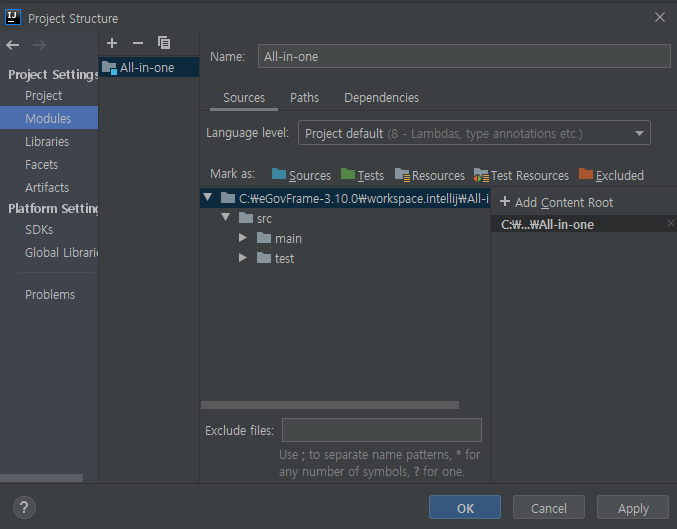 IJ Project Structure
Project Settings
Project
Modules
Libraries
Facets
Artifacts
Platform Setting
SDKs
Global Librarie
Problems
All-in-one
Name: All-in-one
Sources Paths Dependencies
Language level: Project default (8 - Lambdas, type annotations etc.)
Mark as: Sources Tests Resources Test Resources Excluded
C:₩eGovFrame-3.10.0₩workspace.intellij₩All-i
src
main
test
+ Add Content Root
C:₩...₩All-in-one
Exclude files:
Use ; to separate name patterns, * for
any number of symbols, ? for one.
? OK Cancel Apply